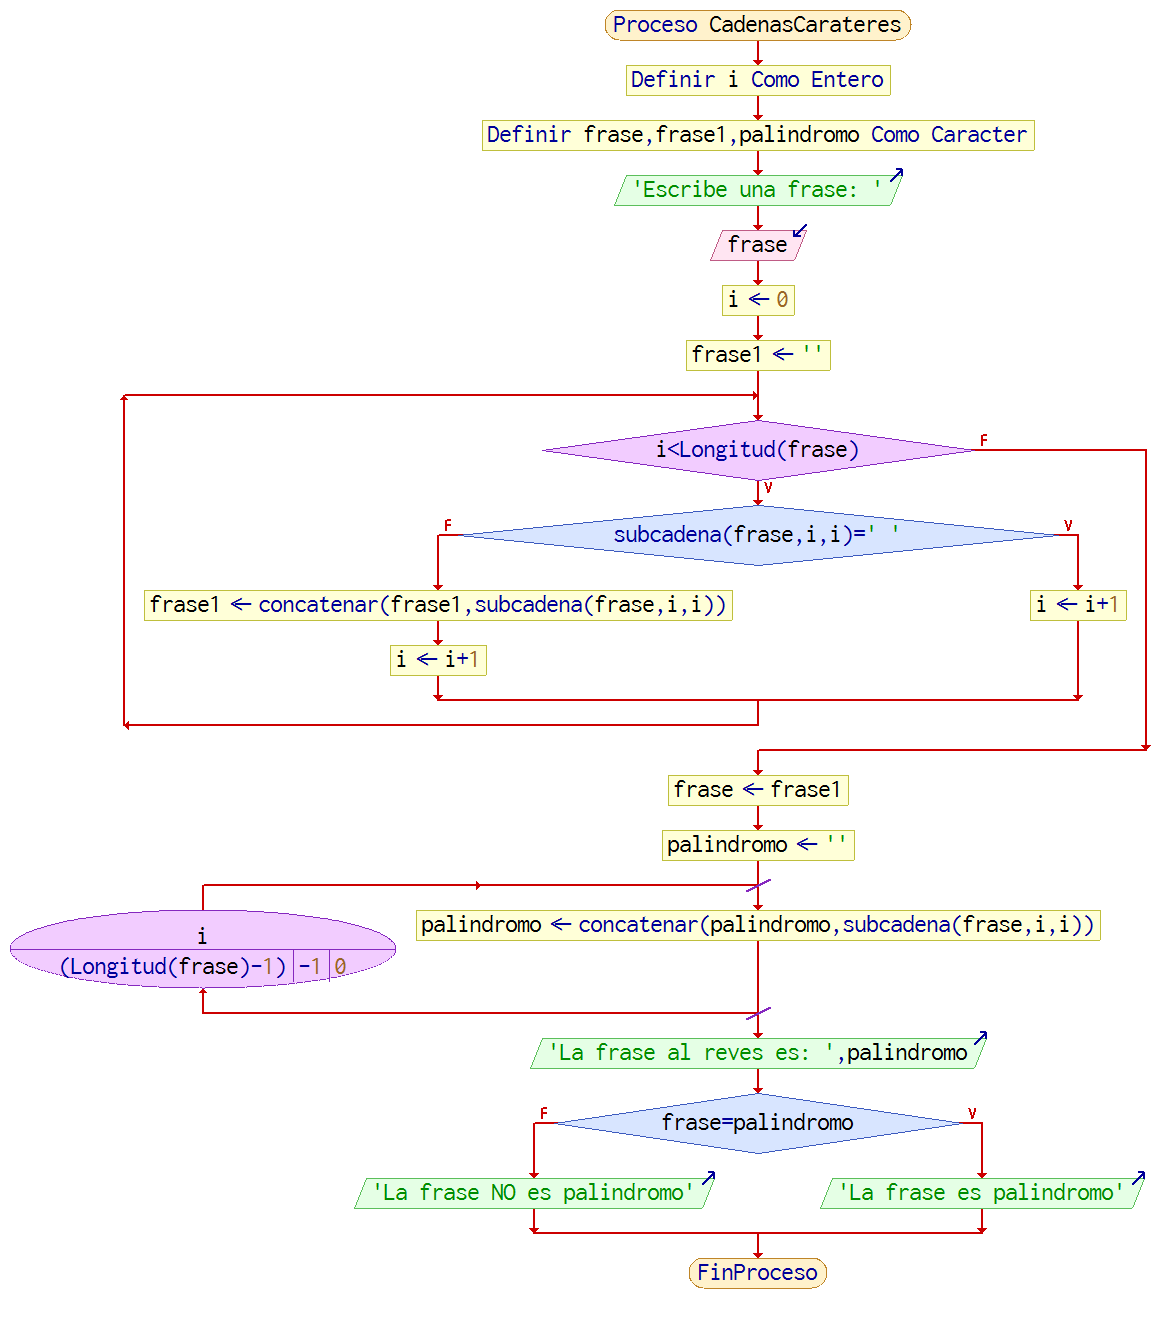 Proceso CadenasCarateres
Definir i Como Entero
Definir frase,frase1,palindromo Como Caracter
'Escribe una frase: '
frase
i ← 0
frase1 ← ''
i<Longitud(frase)
F
V
subcadena(frase,i,i)=' '
F
V
frase1 ← concatenar(frase1,subcadena(frase,i,i))
i ← i+1
i ← i+1
frase ← frase1
palindromo ← ''
i
(Longitud(frase)-1) -1 0
palindromo ← concatenar(palindromo,subcadena(frase,i,i))
'La frase al reves es: ',palindromo
frase=palindromo
F
V
'La frase NO es palindromo'
'La frase es palindromo'
FinProceso